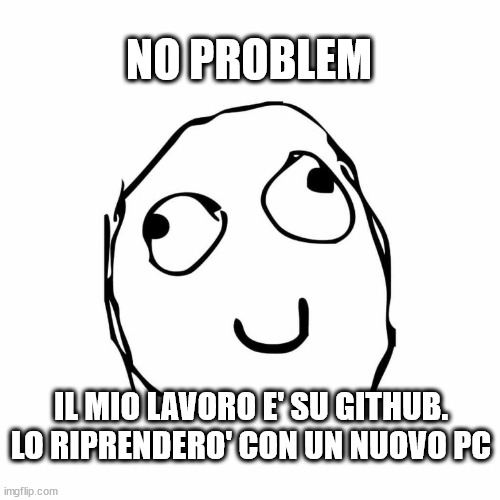 NO PROBLEM
IL MIO LAVORO E' SU GITHUB.
LO RIPRENDERO' CON UN NUOVO PC
imgflip.com